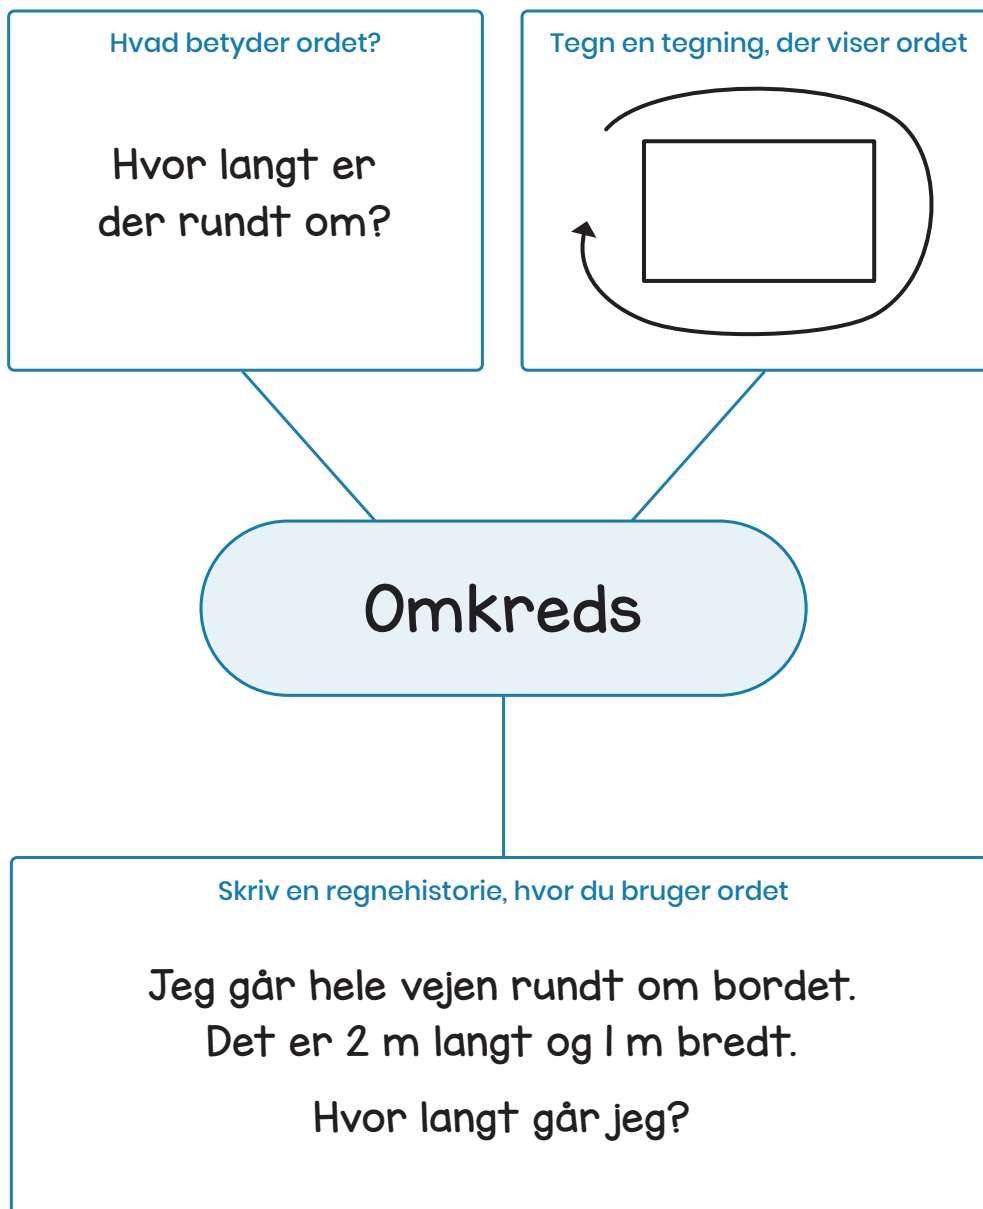 Hvad betyder ordet?
Hvor langt er
der rundt om?
Tegn en tegning, der viser ordet
Omkreds
Skriv en regnehistorie, hvor du bruger ordet
Jeg går hele vejen rundt om bordet.
Det er 2 m langt og 1 m bredt.
Hvor langt går jeg?